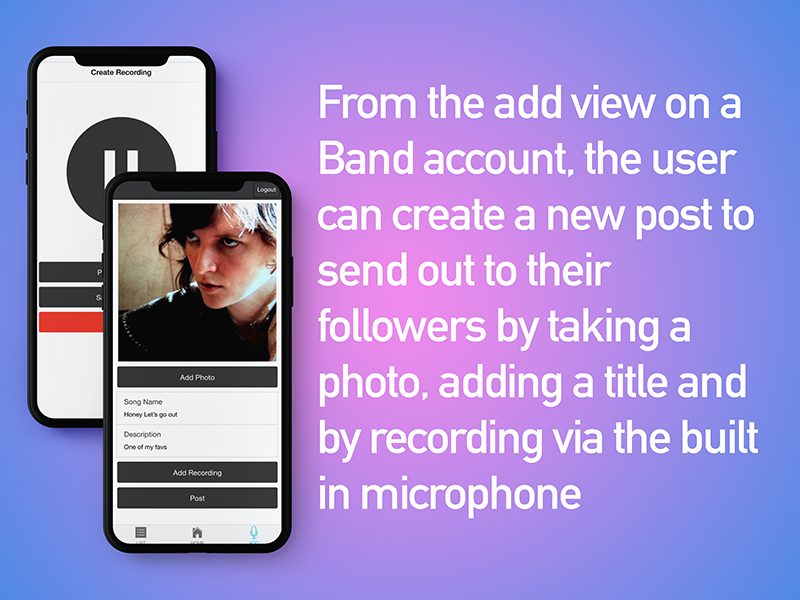 Create Recording
P
S
Logout
Add Photo
Song Name
Honey Let's go out
Description
One of my favs
Add Recording
Post
LIST
HOME
ADD
From the add view on a
Band account, the user
can create a new post to
send out to their
followers by taking a
photo, adding a title and
by recording via the built
in microphone